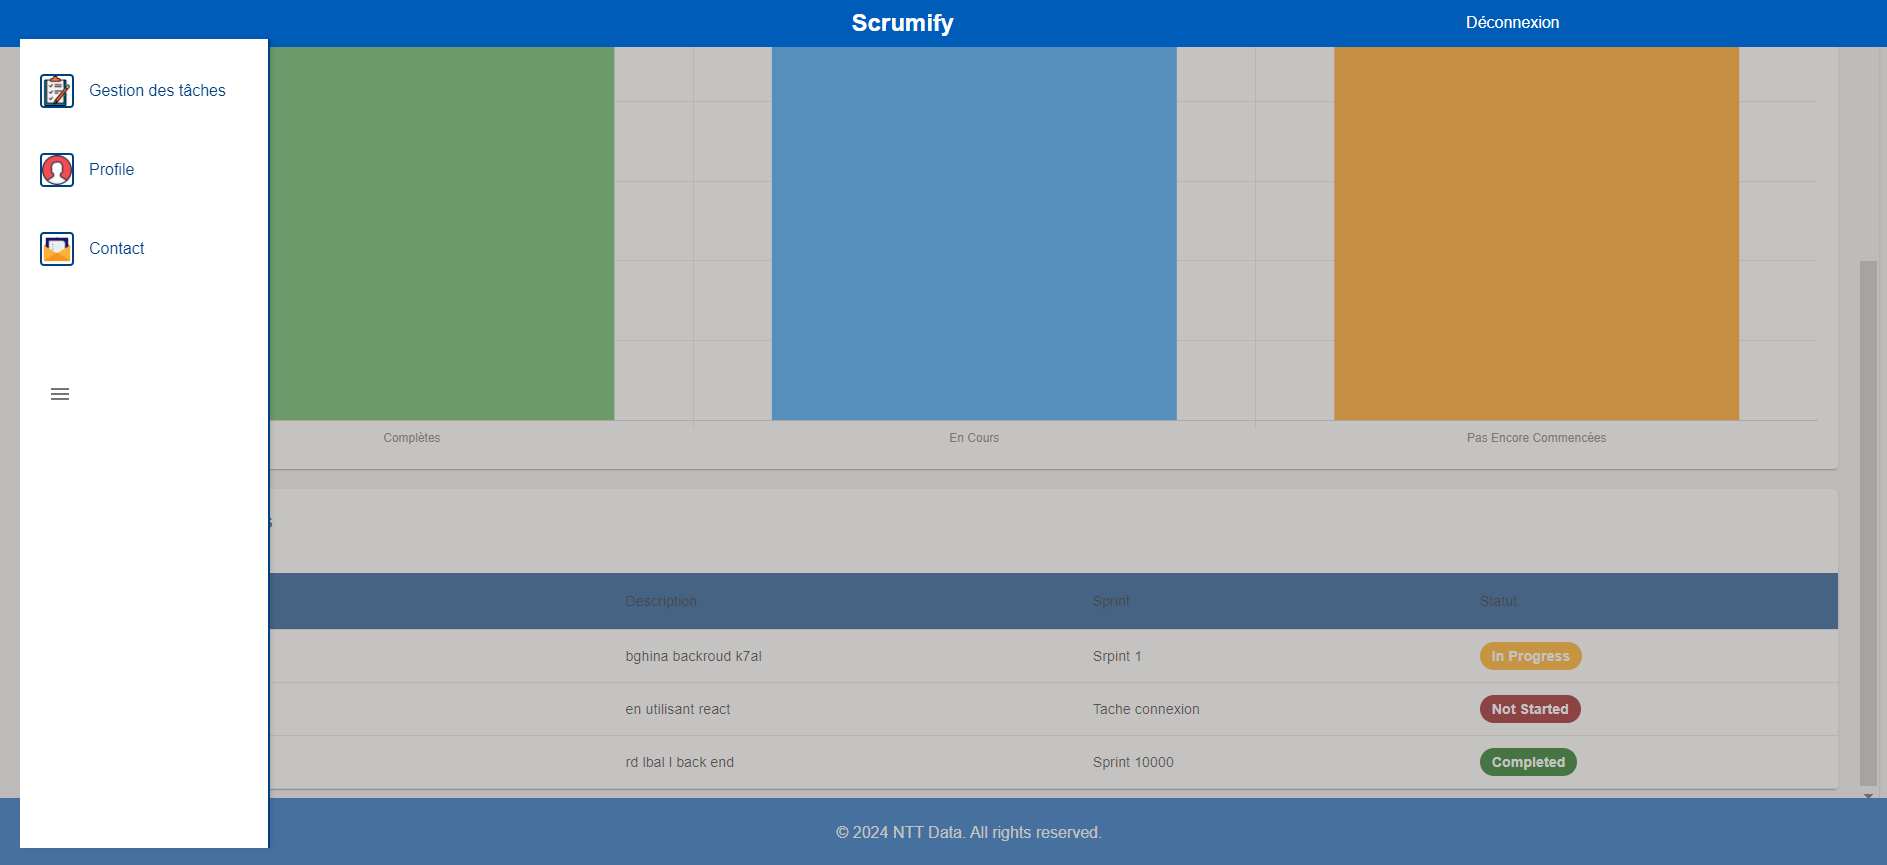 Scrumify
Déconnexion
Gestion des tâches
Profile
Contact
Complètes
En Cours
Pas Encore Commencées
Description
Sprint
Statut
bghina backroud k7al
Srpint 1
In Progress
en utilisant react
Tache connexion
Not Started
rd lbal l back end
Sprint 10000
Completed
© 2024 NTT Data. All rights reserved.